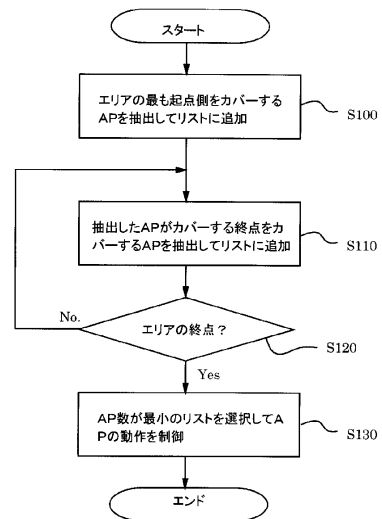 スタート
エリアの最も起点側をカバーする
APを抽出してリストに追加
S100
抽出したAPがカバーする終点をカ
バーするAPを抽出してリストに追加
S110
No.
エリアの終点？
S120
Yes
AP数が最小のリストを選択してA
Pの動作を制御
S130
エンド